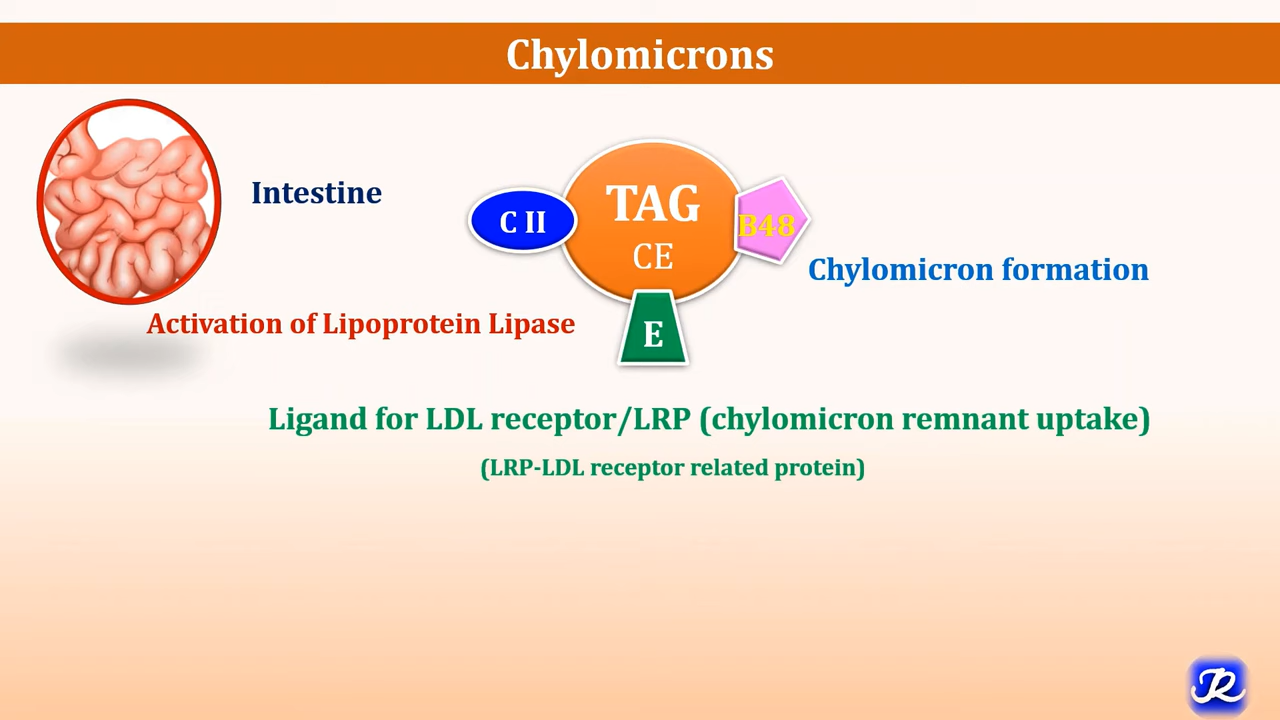 Chylomicrons
Intestine
TAG
CE
C II
B48
Chylomicron formation
Activation of Lipoprotein Lipase
E
Ligand for LDL receptor/LRP (chylomicron remnant uptake)
(LRP-LDL receptor related protein)
JR